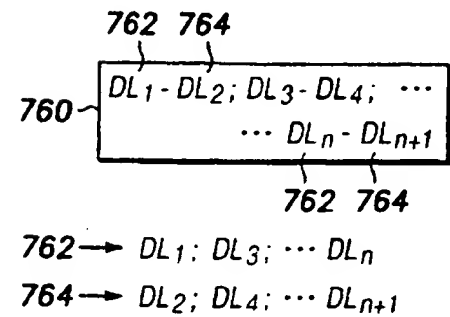 762 764
760 DL₁ - DL₂; DL₃ - DL₄; ···
··· DLₙ - DLₙ₊₁
762 764
762 → DL₁; DL₃; ··· DLₙ
764 → DL₂; DL₄; ··· DLₙ₊₁